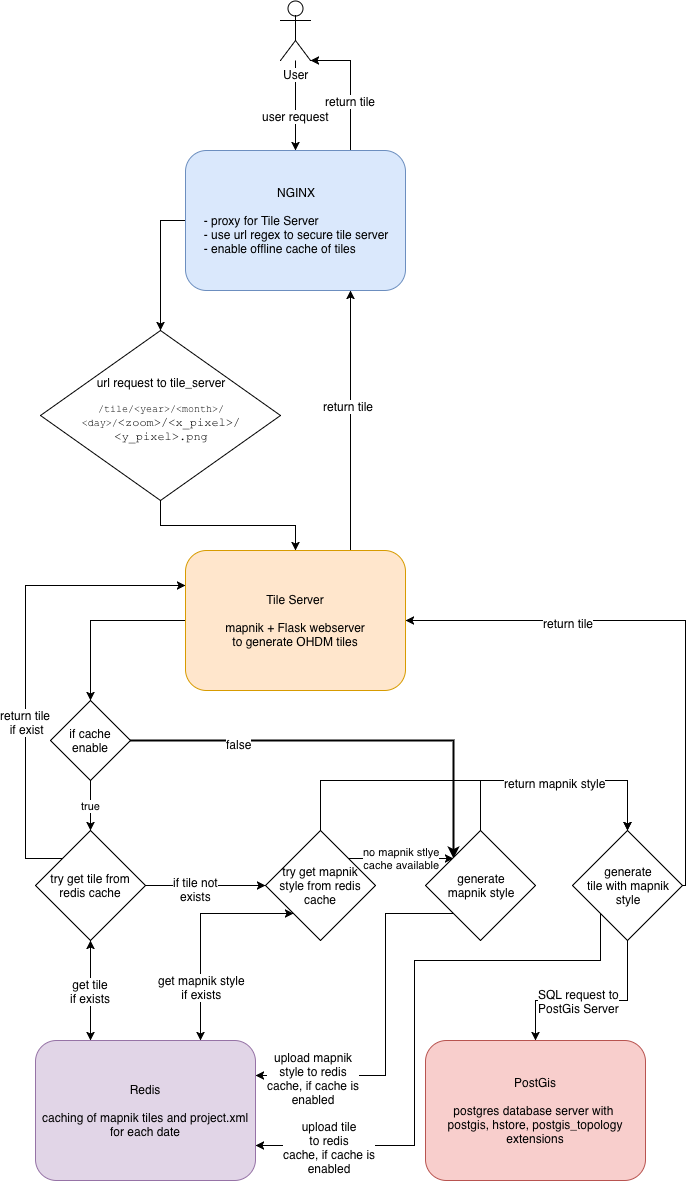 User
return tile
user request
NGINX
- proxy for Tile Server
- use url regex to secure tile server
- enable offline cache of tiles
url request to tile_server
/tile/<year>/<month>/
<day>/<zoom>/<x_pixel>/
<y_pixel>.png
return tile
Tile Server
mapnik + Flask webserver
to generate OHDM tiles
return tile
return tile
if exist
if cache
enable
false
true
return mapnik style
no mapnik stlye
cache available
try get tile from
redis cache
if tile not
exists
try get mapnik
style from redis
cache
generate
mapnik style
generate
tile with mapnik
style
get tile
if exists
get mapnik style
if exists
SQL request to
PostGis Server
upload mapnik
style to redis
cache, if cache is
enabled
Redis
caching of mapnik tiles and project.xml
for each date
PostGis
postgres database server with
postgis, hstore, postgis_topology
extensions
upload tile
to redis
cache, if cache is
enabled